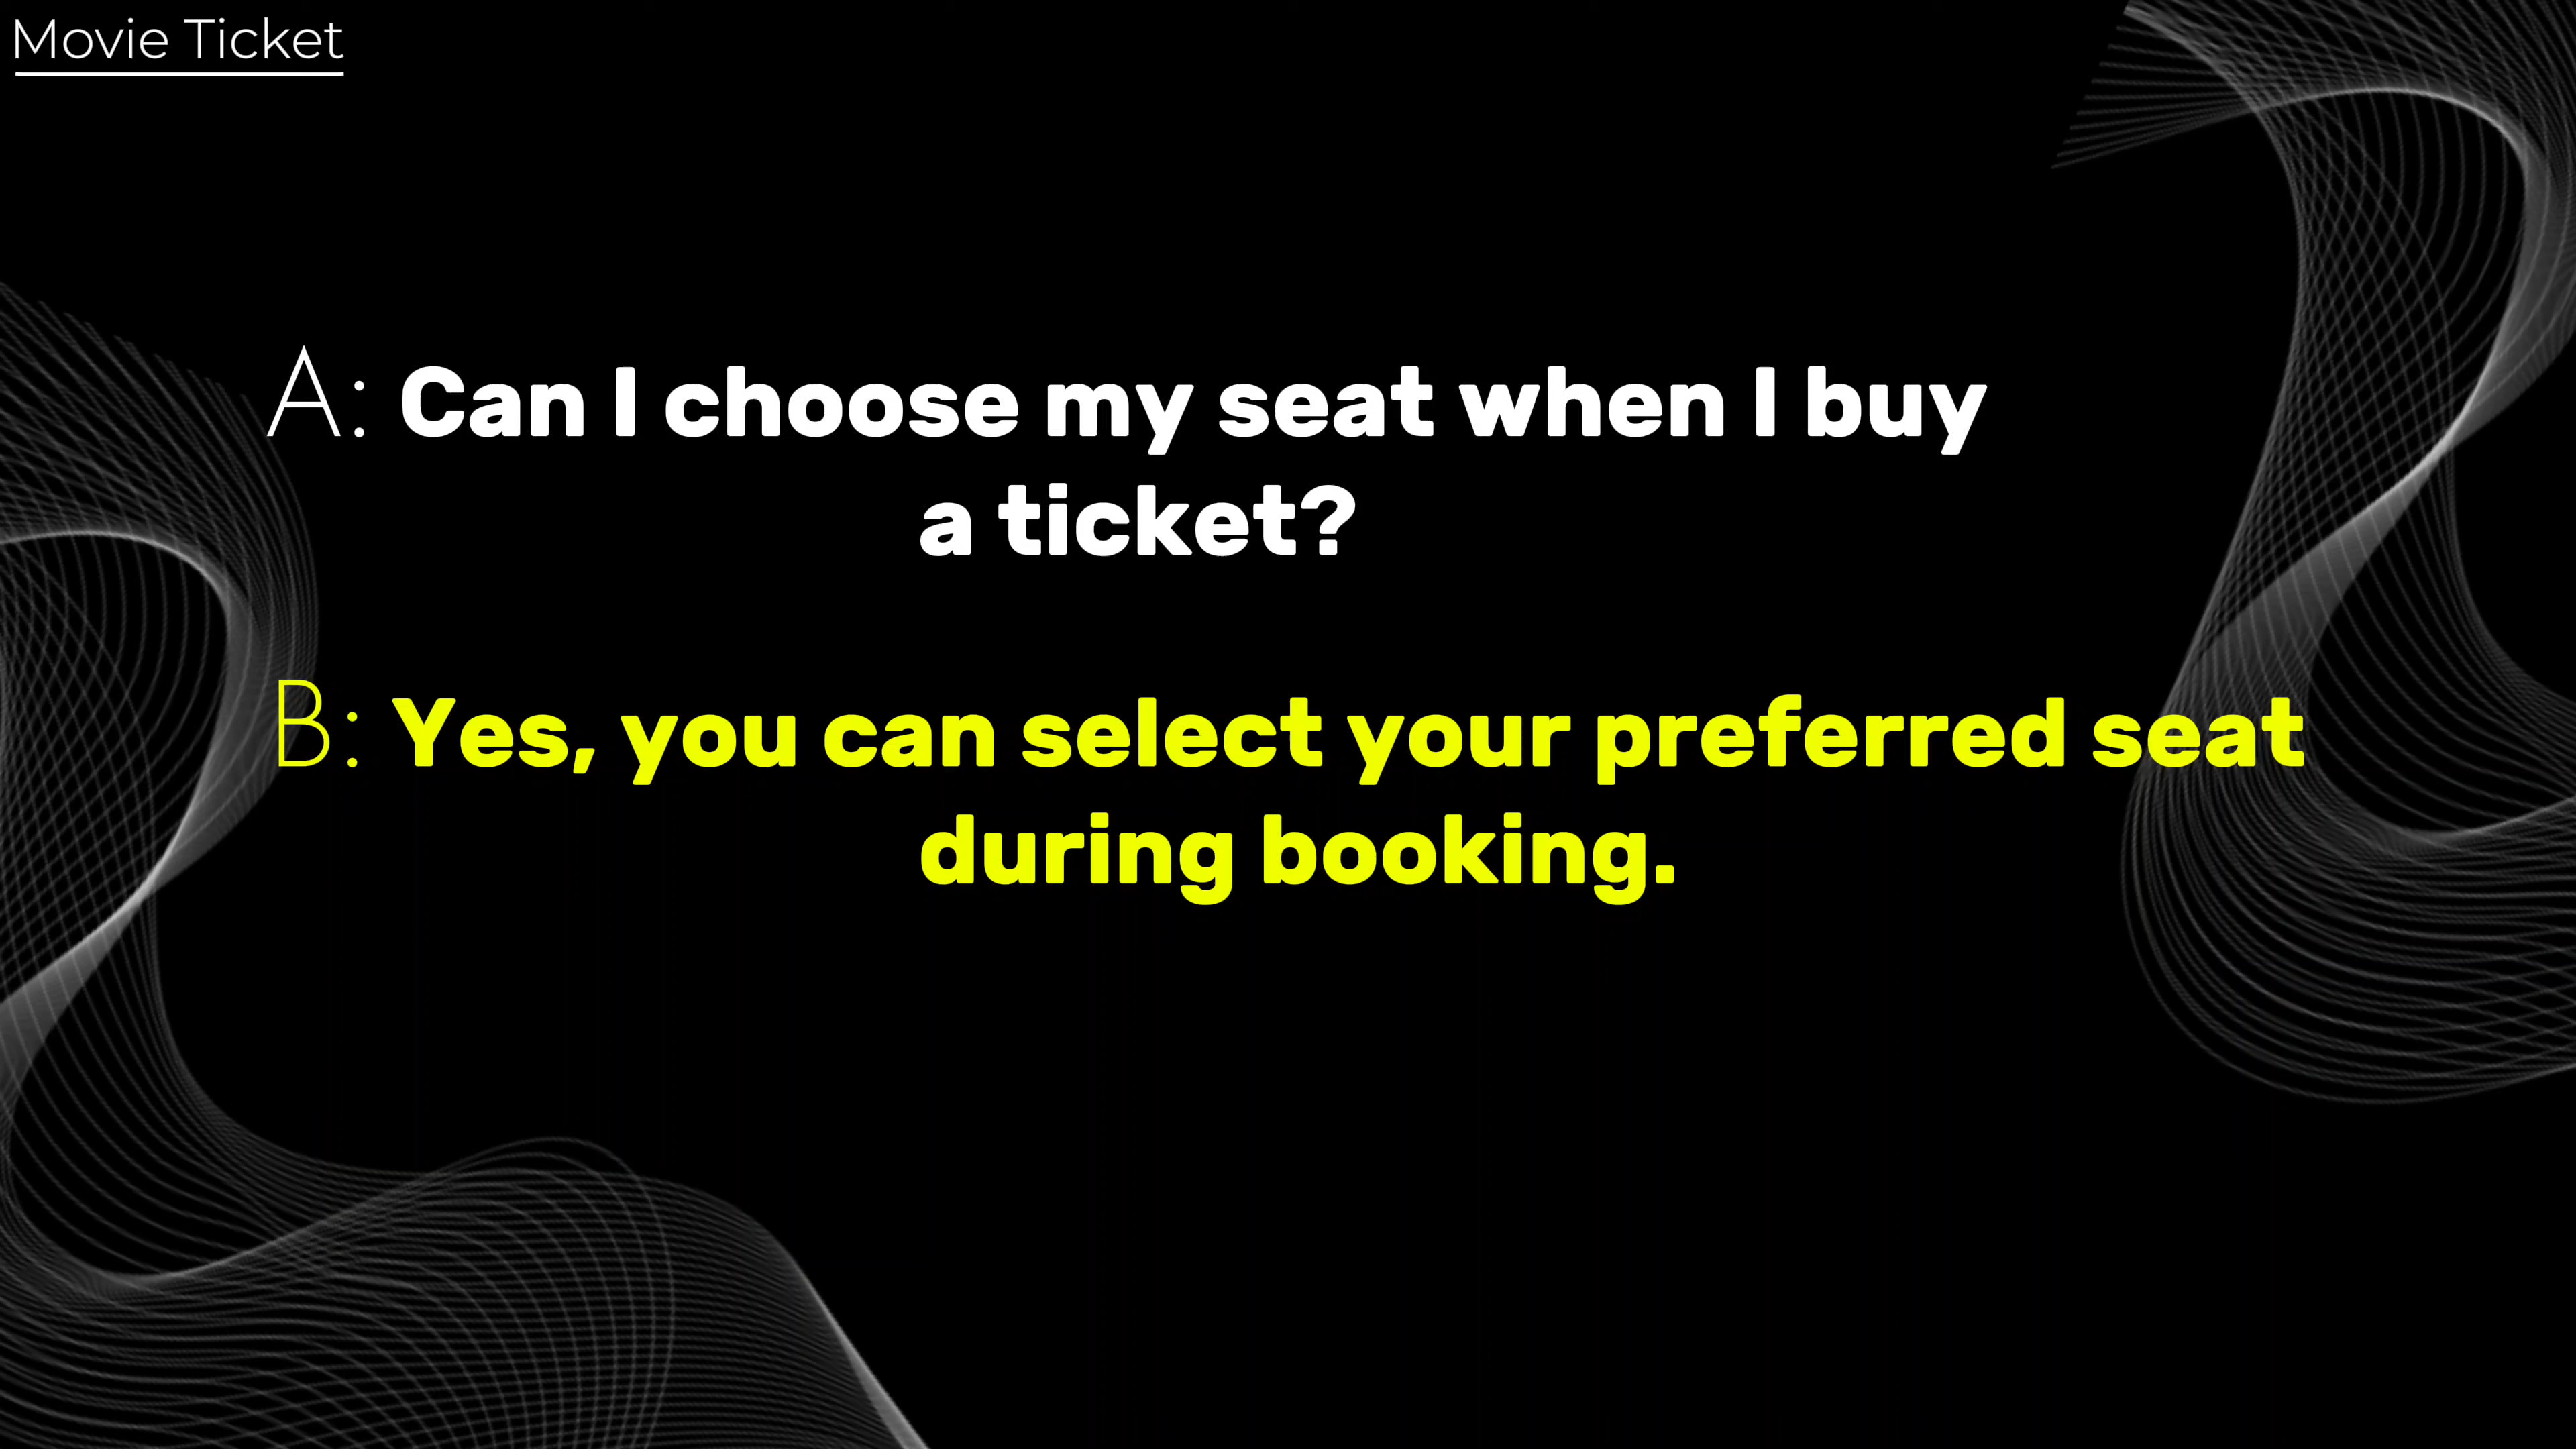 Movie Ticket
A: Can I choose my seat when I buy
a ticket?
B: Yes, you can select your preferred seat
during booking.